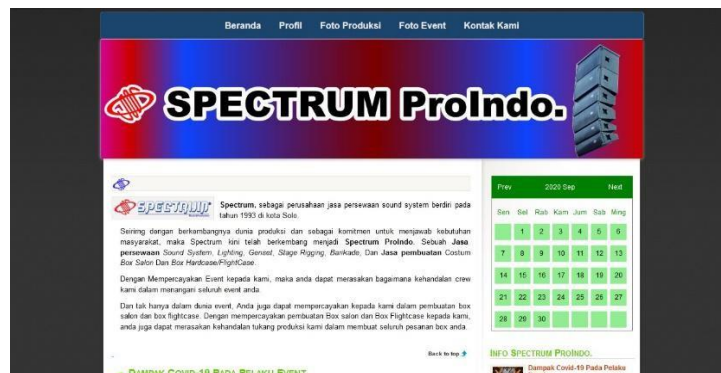 Beranda Profil Foto Produksi Foto Event Kontak Kami
SPECTRUM ProIndo.
SPECTRUM
Spectrum, sebagai perusahaan jasa persewaan sound system berdiri pada
tahun 1993 di kota Solo.
Seiring dengan berkembangnya dunia produksi dan sebagai komitmen untuk menjawab kebutuhan
masyarakat, maka Spectrum kini telah berkembang menjadi Spectrum ProIndo. Sebuah Jasa
persewaan Sound System, Lighting, Genset, Stage Rigging, Barikade, Dan Jasa pembuatan Costum
Box Salon Dan Box Hardcase/FlightCase.
Dengan Mempercayakan Event kepada kami, maka anda dapat merasakan bagaimana kehandalan crew
kami dalam menangani seluruh event anda.
Dan tak hanya dalam dunia event, Anda juga dapat mempercayakan kepada kami dalam pembuatan box
salon dan box flightcase. Dengan mempercayakan pembuatan Box salon dan Box Flightcase kepada kami,
anda juga dapat merasakan kehandalan tukang produksi kami dalam membuat seluruh pesanan box anda.
Back to top
Dampak Covid-19 Pada Pelaku Event
Prev 2020 Sep Next
Sen Sel Rab Kam Jum Sab Ming
1 2 3 4 5 6
7 8 9 10 11 12 13
14 15 16 17 18 19 20
21 22 23 24 25 26 27
28 29 30
Info Spectrum ProIndo.
Dampak Covid-19 Pada Pelaku